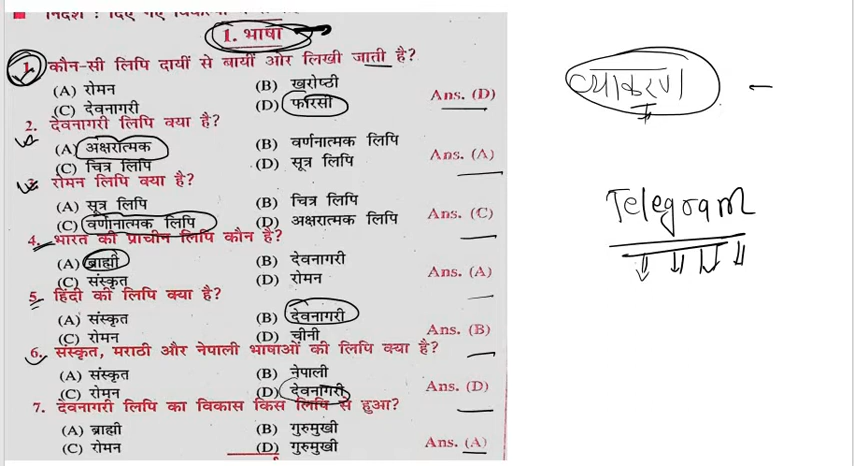 1. भाषा
1. कौन-सी लिपि दायीं से बायीं ओर लिखी जाती है?
(A) रोमन (B) खरोष्ठी
(C) देवनागरी (D) फारसी Ans. (D)
2. देवनागरी लिपि क्या है?
(A) अक्षरात्मक (B) वर्णनात्मक लिपि
(C) चित्र लिपि (D) सूत्र लिपि Ans. (A)
3. रोमन लिपि क्या है?
(A) सूत्र लिपि (B) चित्र लिपि
(C) वर्णनात्मक लिपि (D) अक्षरात्मक लिपि Ans. (C)
4. भारत की प्राचीन लिपि कौन है?
(A) ब्राह्मी (B) देवनागरी
(C) संस्कृत (D) रोमन Ans. (A)
5. हिंदी की लिपि क्या है?
(A) संस्कृत (B) देवनागरी
(C) रोमन (D) चीनी Ans. (B)
6. संस्कृत, मराठी और नेपाली भाषाओं की लिपि क्या है?
(A) संस्कृत (B) नेपाली
(C) रोमन (D) देवनागरी Ans. (D)
7. देवनागरी लिपि का विकास किस लिपि से हुआ?
(A) ब्राह्मी (B) गुरुमुखी
(C) रोमन (D) गुरुमुखी Ans. (A)
व्याकरण
Telegram